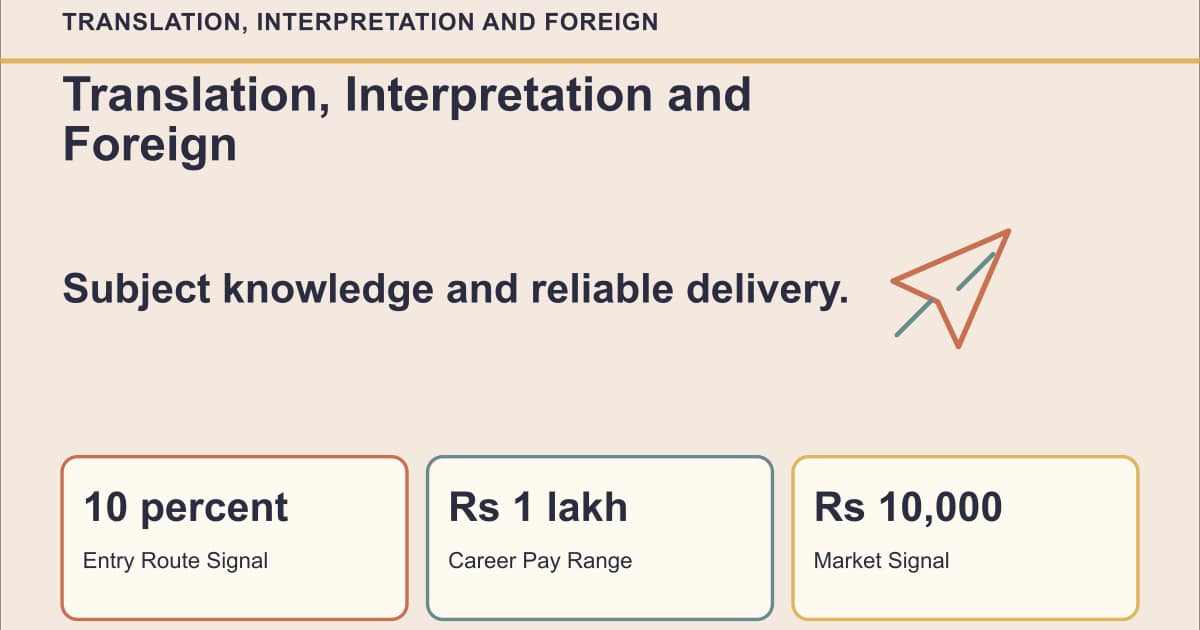 TRANSLATION, INTERPRETATION AND FOREIGN
Translation, Interpretation and
Foreign
Subject knowledge and reliable delivery.
10 percent
Entry Route Signal
Rs 1 lakh
Career Pay Range
Rs 10,000
Market Signal